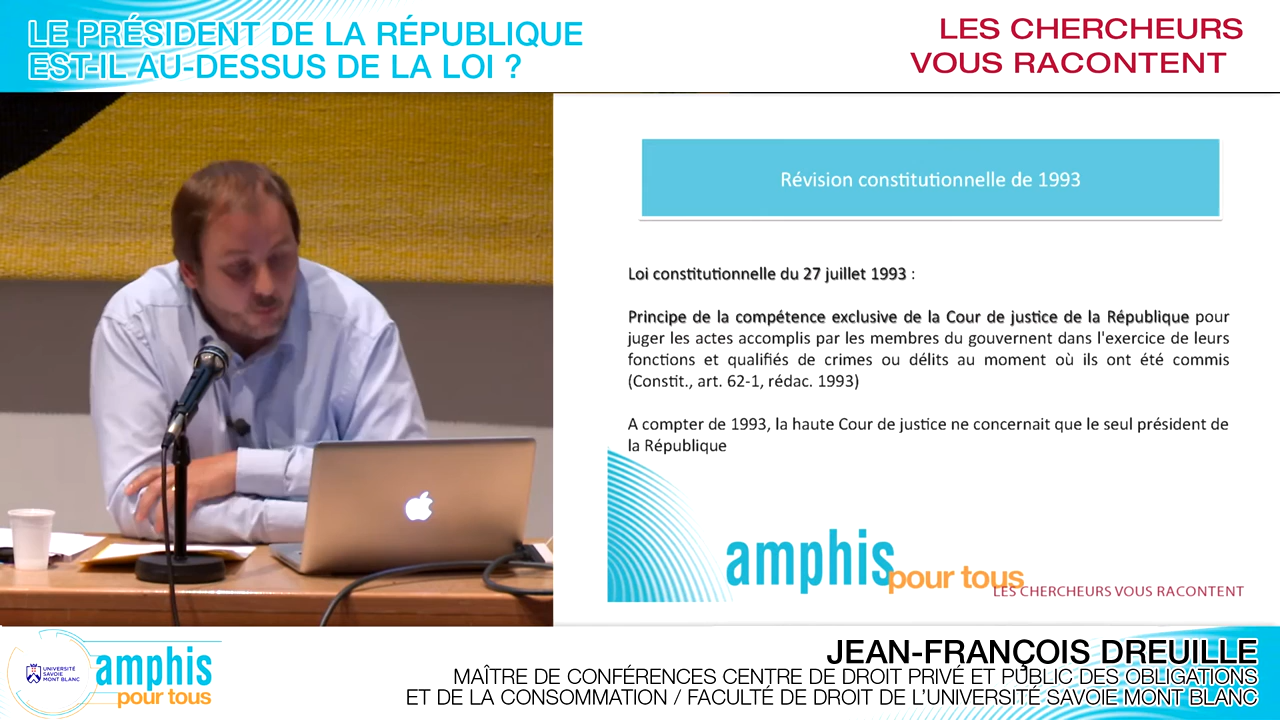 LE PRÉSIDENT DE LA RÉPUBLIQUE
EST-IL AU-DESSUS DE LA LOI ?
LES CHERCHEURS
VOUS RACONTENT
Révision constitutionnelle de 1993
Loi constitutionnelle du 27 juillet 1993 :
Principe de la compétence exclusive de la Cour de justice de la République pour
juger les actes accomplis par les membres du gouvernent dans l'exercice de leurs
fonctions et qualifiés de crimes ou délits au moment où ils ont été commis
(Constit., art. 62-1, rédac. 1993)
A compter de 1993, la haute Cour de justice ne concernait que le seul président de
la République
amphis
pour tous
LES CHERCHEURS VOUS RACONTENT
UNIVERSITÉ
SAVOIE
MONT BLANC
amphis
pour tous
JEAN-FRANÇOIS DREUILLE
MAÎTRE DE CONFÉRENCES CENTRE DE DROIT PRIVÉ ET PUBLIC DES OBLIGATIONS
ET DE LA CONSOMMATION / FACULTÉ DE DROIT DE L'UNIVERSITÉ SAVOIE MONT BLANC